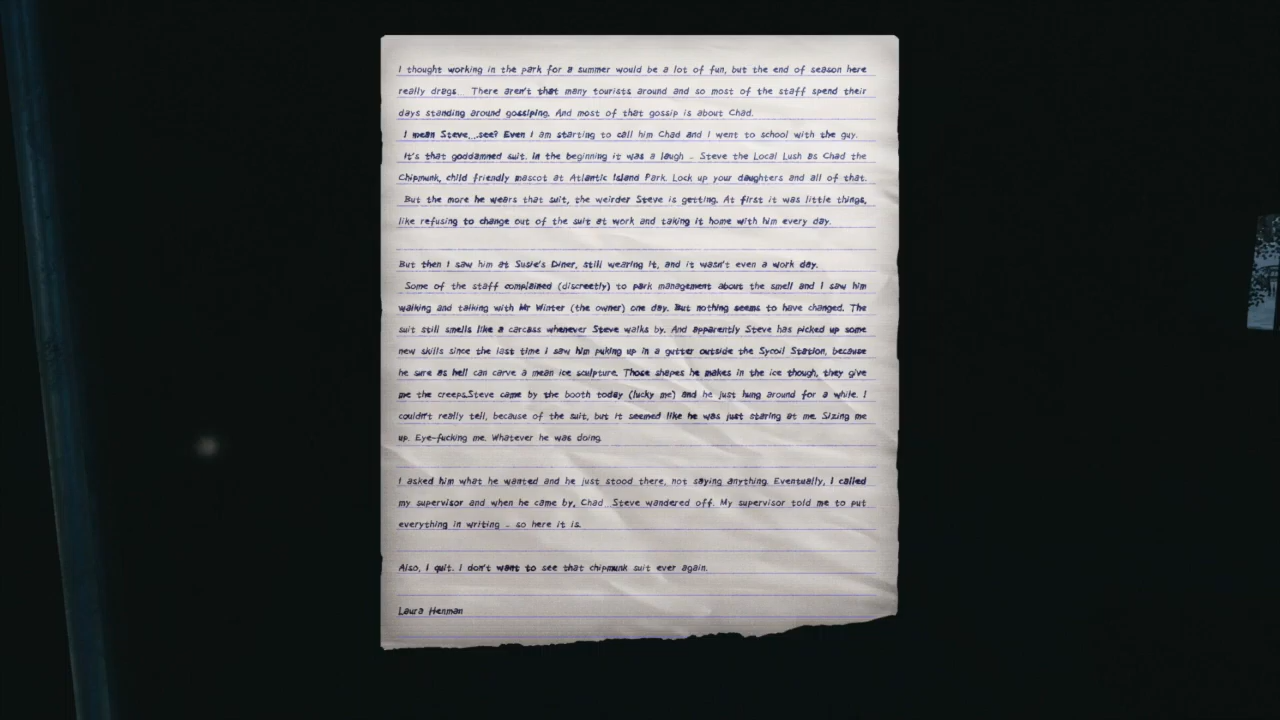 I thought working in the park for a summer would be a lot of fun, but the end of season here
really drags... There aren't that many tourists around and so most of the staff spend their
days standing around gossiping. And most of that gossip is about Chad.
I mean Steve...see? Even I am starting to call him Chad and I went to school with the guy.
It's that goddamned suit. In the beginning it was a laugh - Steve the Local Lush as Chad the
Chipmunk, child friendly mascot at Atlantic Island Park. Lock up your daughters and all of that.
But the more he wears that suit, the weirder Steve is getting. At first it was little things,
like refusing to change out of the suit at work and taking it home with him every day.
But then I saw him at Susie's Diner, still wearing it, and it wasn't even a work day.
Some of the staff complained (discreetly) to park management about the smell and I saw him
walking and talking with Mr Winter (the owner) one day. But nothing seems to have changed. The
suit still smells like a carcass whenever Steve walks by. And apparently Steve has picked up some
new skills since the last time I saw him puking up in a gutter outside the Sycoil Station, because
he sure as hell can carve a mean ice sculpture. Those shapes he makes in the ice though, they give
me the creeps.Steve came by the booth today (lucky me) and he just hung around for a while. I
couldn't really tell, because of the suit, but it seemed like he was just staring at me. Sizing me
up. Eye-fucking me. Whatever he was doing.
I asked him what he wanted and he just stood there, not saying anything. Eventually, I called
my supervisor and when he came by, Chad...Steve wandered off. My supervisor told me to put
everything in writing - so here it is.
Also, I quit. I don't want to see that chipmunk suit ever again.
Laura Henman